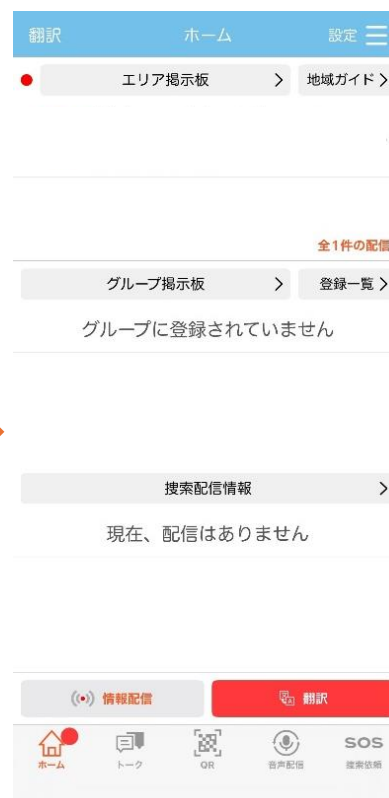 翻訳 ホーム 設定
エリア掲示板 > 地域ガイド >
全1件の配信
グループ掲示板 > 登録一覧 >
グループに登録されていません
捜索配信情報 >
現在、配信はありません
情報配信 翻訳
ホーム トーク QR 音声配信 SOS
捜索依頼